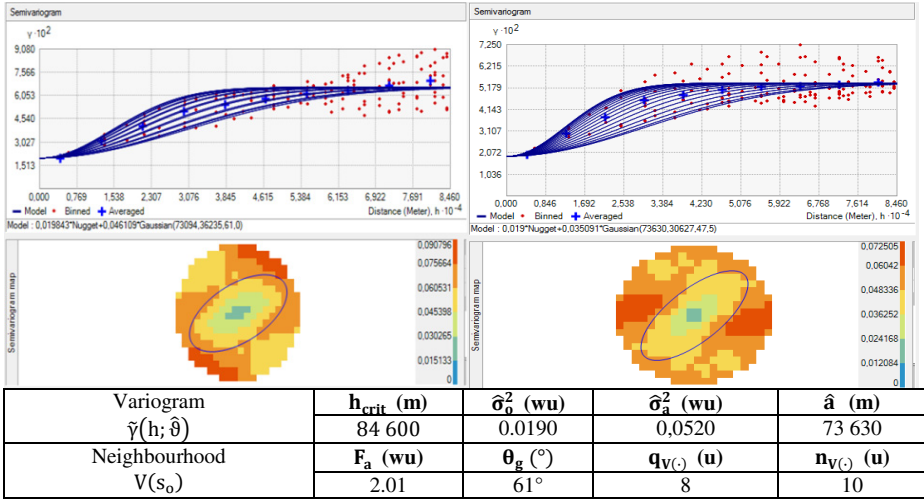 Semivariogram
γ ·10²
9,080
7,566
6,053
4,540
3,027
1,513
0,000 0,769 1,538 2,307 3,076 3,845 4,615 5,384 6,153 6,922 7,691 8,460
Distance (Meter), h ·10⁻⁴
Model Binned Averaged
Model : 0,019843*Nugget+0,046109*Gaussian(73094,36235,61,0)
Semivariogram
γ ·10²
7,250
6,215
5,179
4,143
3,107
2,072
1,036
0,000 0,846 1,692 2,538 3,384 4,230 5,076 5,922 6,768 7,614 8,460
Distance (Meter), h ·10⁻⁴
Model Binned Averaged
Model : 0,019*Nugget+0,035091*Gaussian(73630,30627,47,5)
Semivariogram map
0,090796
0,075664
0,060531
0,045398
0,030265
0,015133
0
Semivariogram map
0,072505
0,06042
0,048336
0,036252
0,024168
0,012084
0
Variogram h_crit (m) σ̂²_o (wu) σ̂²_a (wu) â (m)
γ̃(h; ϑ̂) 84 600 0.0190 0,0520 73 630
Neighbourhood F_a (wu) θ_g (°) q_V(·) (u) n_V(·) (u)
V(s_o) 2.01 61° 8 10